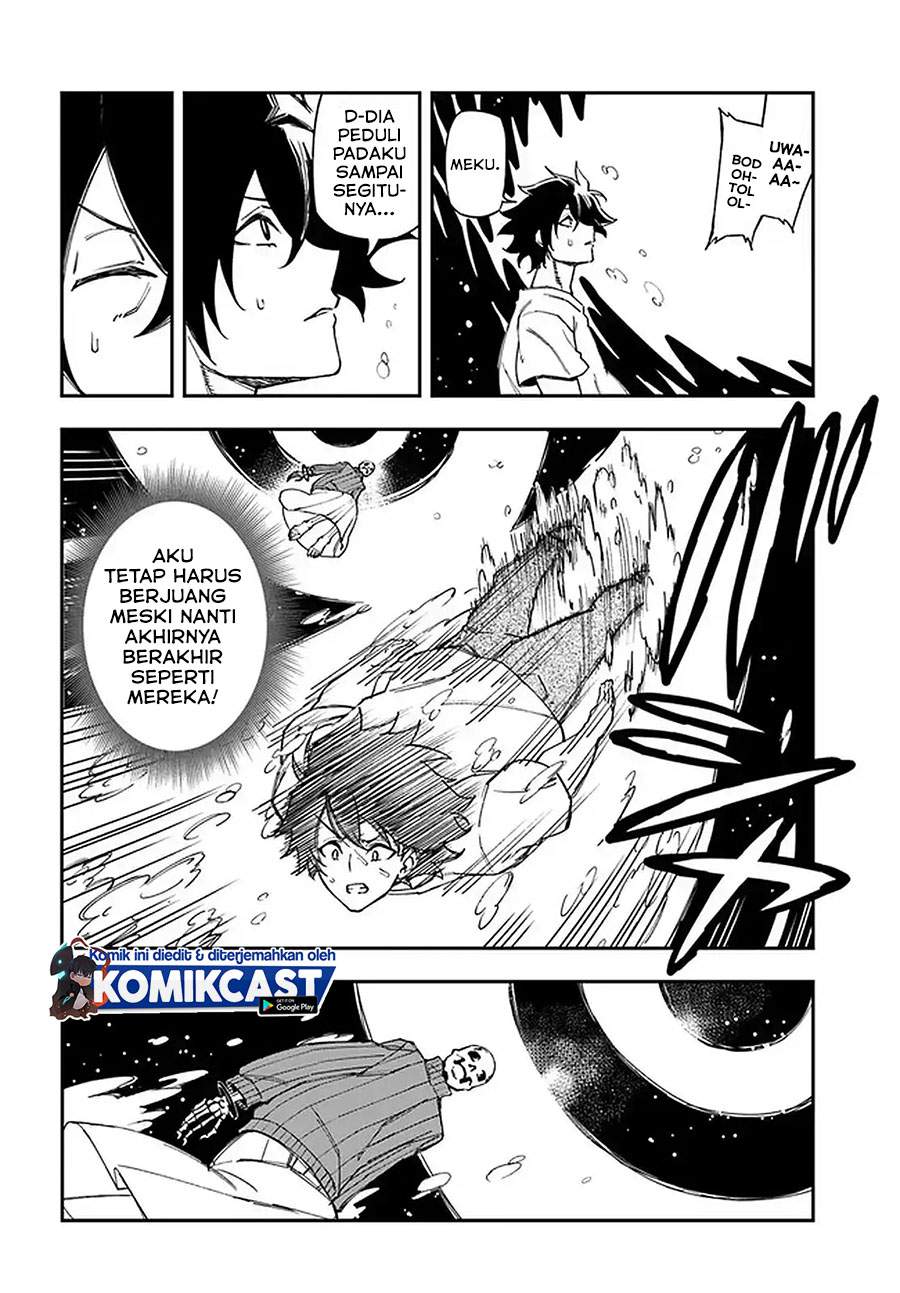 UWA-
AA-
AA~
BOD
OH-
TOL
OL-
MEKU.
D-DIA
PEDULI
PADAKU
SAMPAI
SEGITU-
NYA...
AKU
TETAP HARUS
BERJUANG
MESKI NANTI
AKHIRNYA
BERAKHIR
SEPERTI
MEREKA!
Komik ini diedit & diterjemahkan oleh
KOMIKCAST
GET IT ON
Google Play